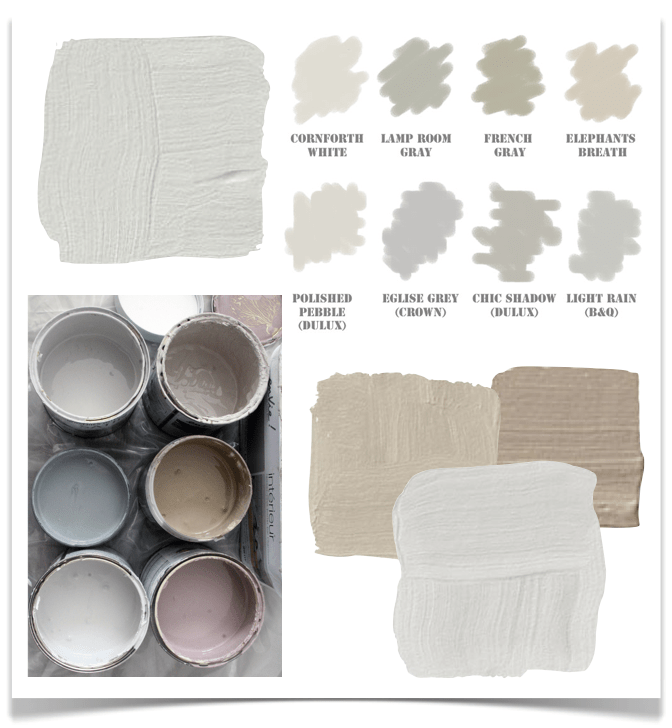 CORNFORTH
WHITE
LAMP ROOM
GRAY
FRENCH
GRAY
ELEPHANTS
BREATH
POLISHED
PEBBLE
(DULUX)
EGLISE GREY
(CROWN)
CHIC SHADOW
(DULUX)
LIGHT RAIN
(B&Q)
interiour